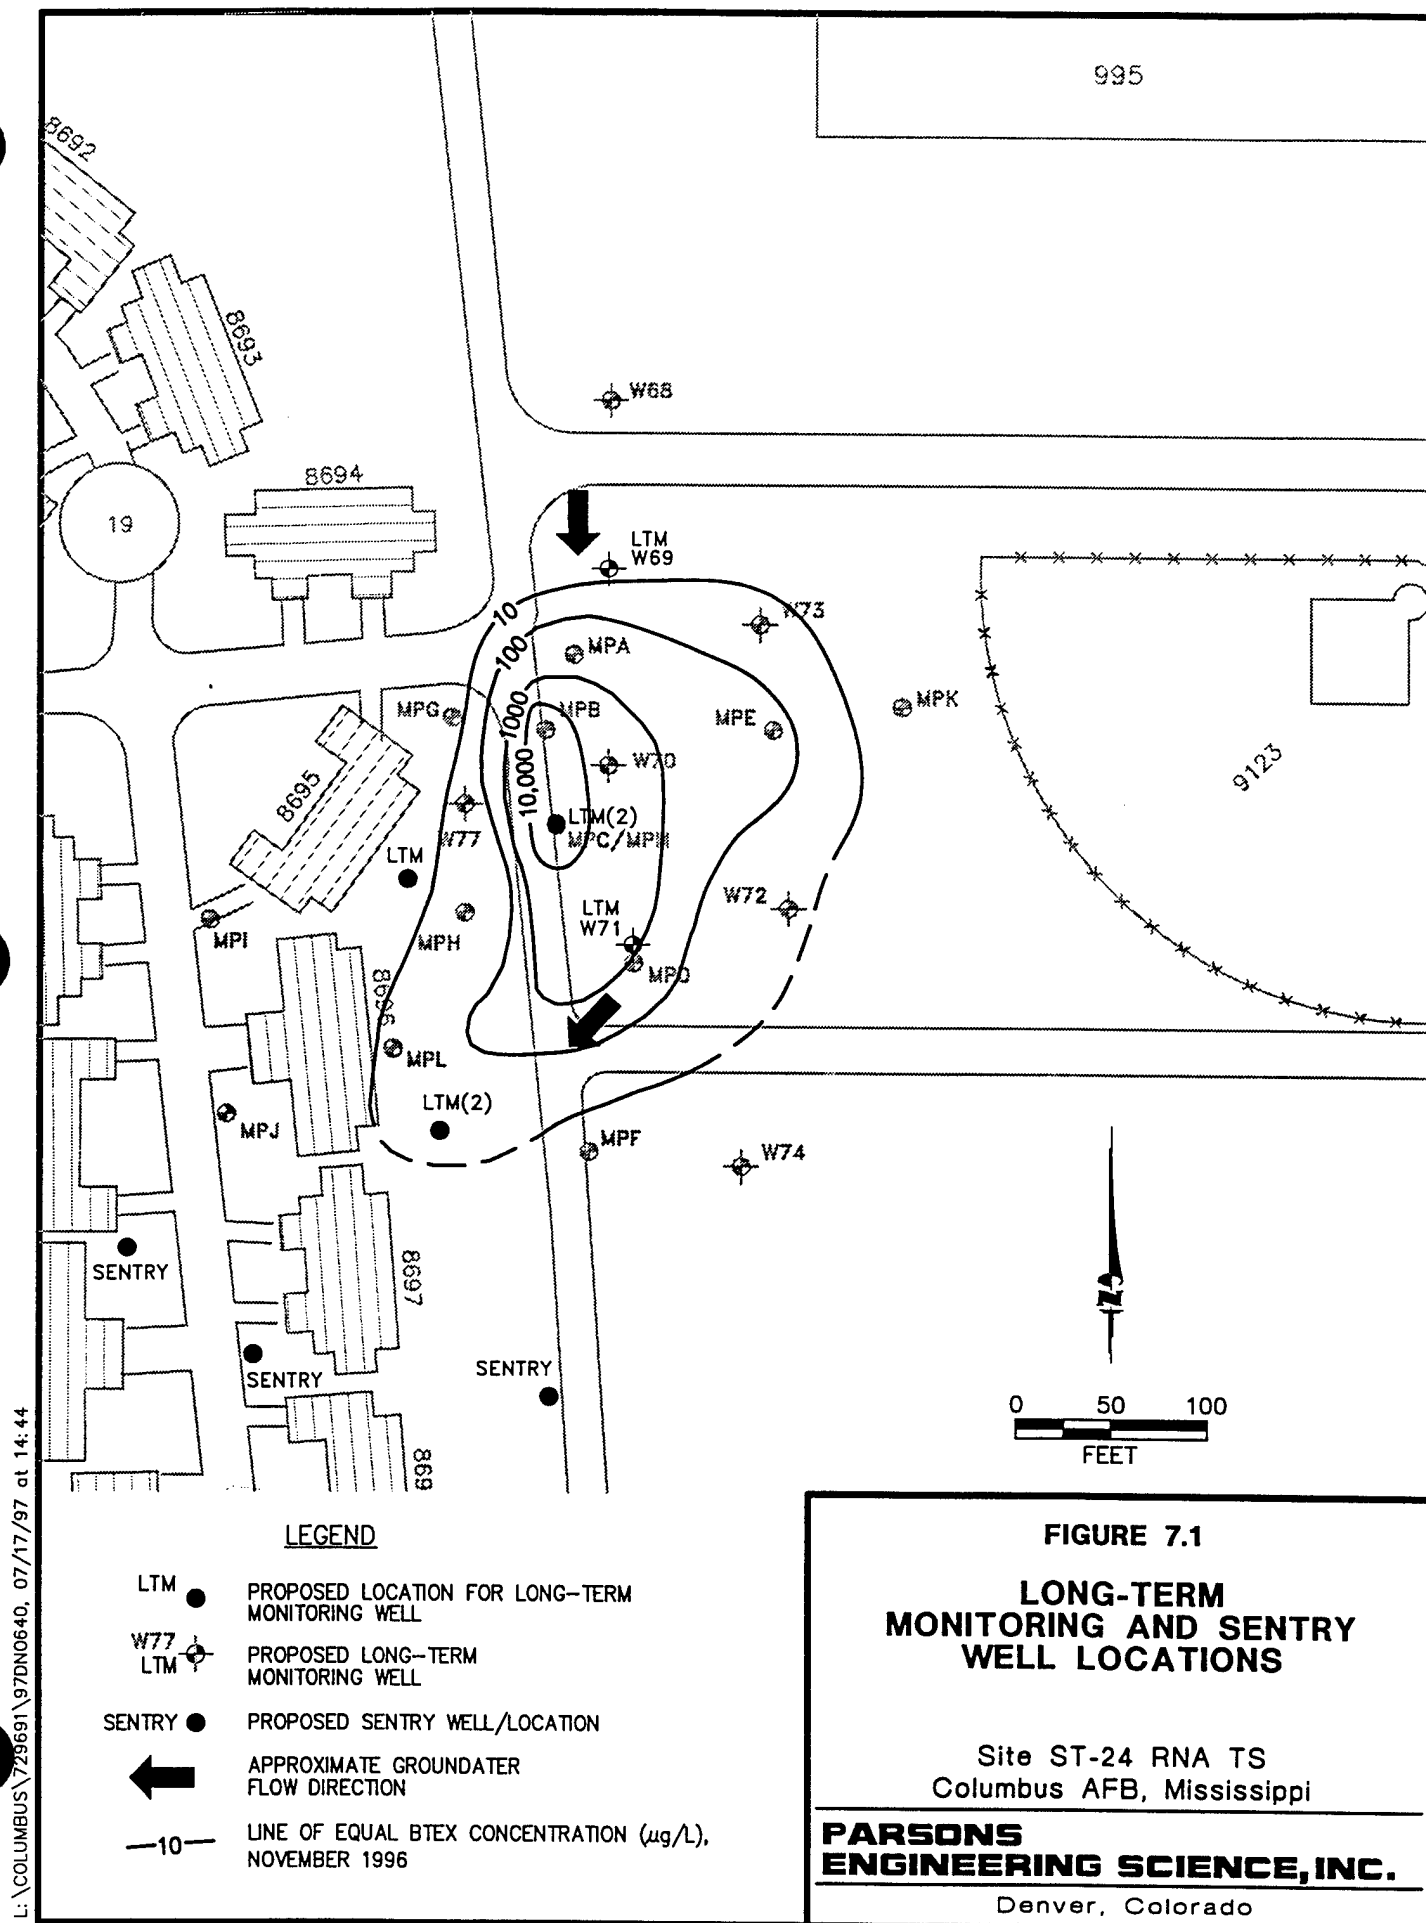 995
8692
8693
W68
8694
19
LTM
W69
10
W73
100
MPA
MPG
1000
MPB
MPE
MPK
W70
10,000
9123
8695
LTM(2)
W77
LTM
LTM
W71
W72
MPI
MPH
MPD
8696
MPL
LTM(2)
MPJ
MPF
W74
SENTRY
8697
SENTRY
SENTRY
869
0 50 100
FEET
L:\COLUMBUS\729691\97DN0640, 07/17/97 at 14:44
LEGEND
LTM
PROPOSED LOCATION FOR LONG-TERM
MONITORING WELL
W77
LTM
PROPOSED LONG-TERM
MONITORING WELL
SENTRY
PROPOSED SENTRY WELL/LOCATION
APPROXIMATE GROUNDATER
FLOW DIRECTION
10
LINE OF EQUAL BTEX CONCENTRATION (µg/L),
NOVEMBER 1996
FIGURE 7.1
LONG-TERM
MONITORING AND SENTRY
WELL LOCATIONS
Site ST-24 RNA TS
Columbus AFB, Mississippi
PARSONS
ENGINEERING SCIENCE, INC.
Denver, Colorado